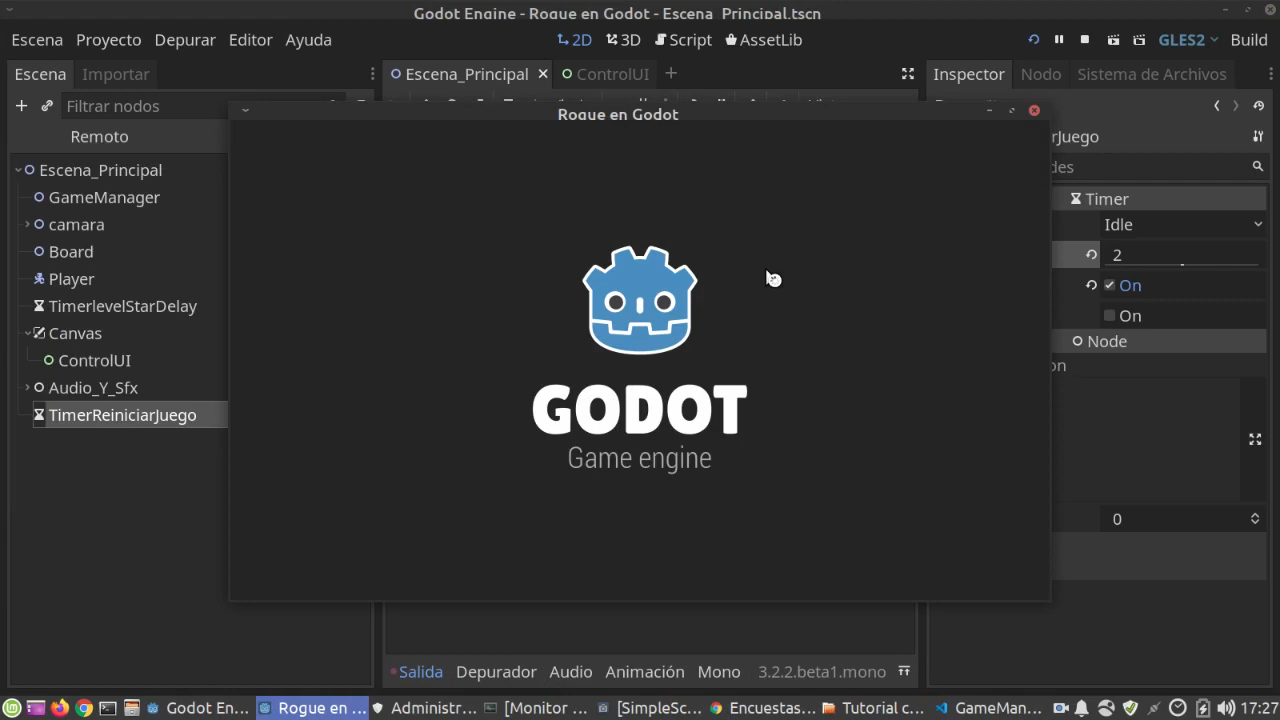 Godot Engine - Rogue en Godot - Escena_Principal.tscn
Escena Proyecto Depurar Editor Ayuda
2D 3D Script AssetLib
GLES2 Build
Escena Importar
Escena_Principal ControlUI
Inspector Nodo Sistema de Archivos
Filtrar nodos
Remoto
Escena_Principal
GameManager
camara
Board
Player
TimerlevelStarDelay
Canvas
ControlUI
Audio_Y_Sfx
TimerReiniciarJuego
Rogue en Godot
GODOT
Game engine
rJuego
des
Timer
Idle
2
On
On
Node
on
0
Salida Depurador Audio Animación Mono 3.2.2.beta1.mono
Godot En... Rogue en ... Administr... [Monitor ... [SimpleSc... Encuestas... Tutorial c... GameMan... 17:27